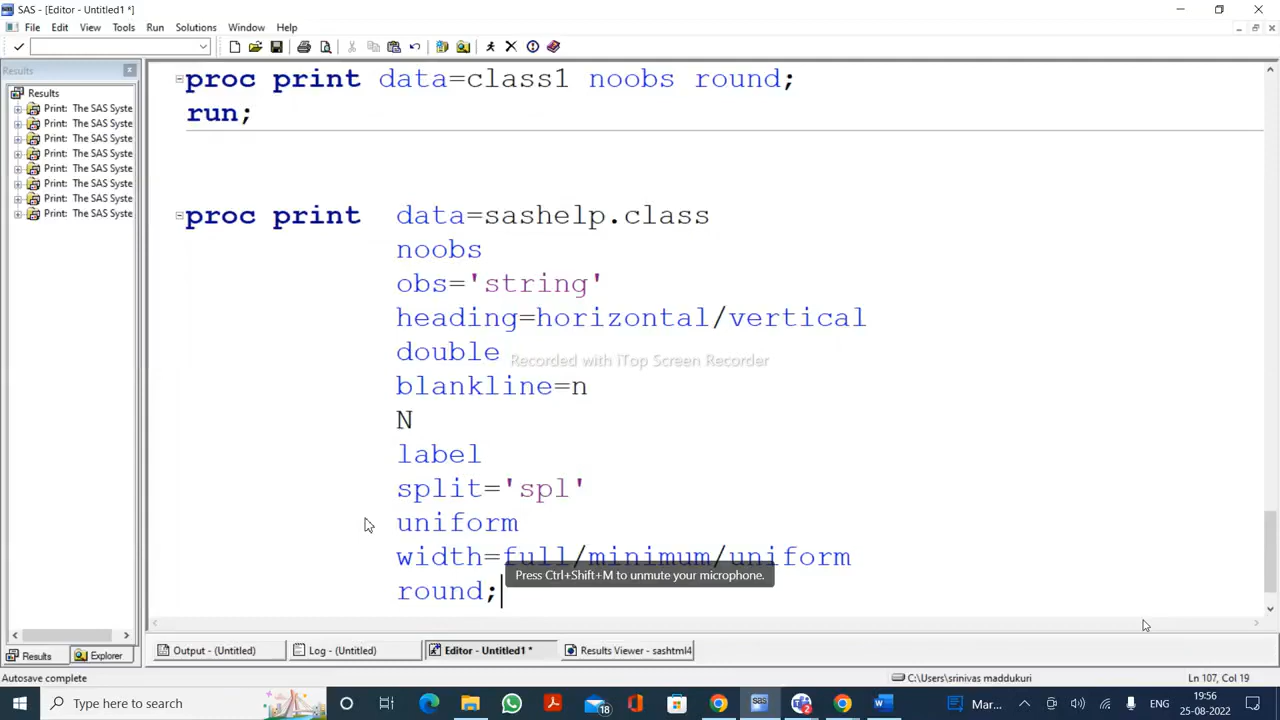 SAS - [Editor - Untitled1 *]
File Edit View Tools Run Solutions Window Help
Results
Results
Print: The SAS Syste
Print: The SAS Syste
Print: The SAS Syste
Print: The SAS Syste
Print: The SAS Syste
Print: The SAS Syste
Print: The SAS Syste
Print: The SAS Syste
proc print data=class1 noobs round;
run;
proc print data=sashelp.class
noobs
obs='string'
heading=horizontal/vertical
double
Recorded with iTop Screen Recorder
blankline=n
N
label
split='spl'
uniform
width=full/minimum/uniform
Press Ctrl+Shift+M to unmute your microphone.
round;
Results Explorer
Output - (Untitled) Log - (Untitled) Editor - Untitled1 * Results Viewer - sashtml4
Autosave complete C:\Users\srinivas maddukuri Ln 107, Col 19
Type here to search 18 SAS 2 Mar... ENG 19:56
25-08-2022